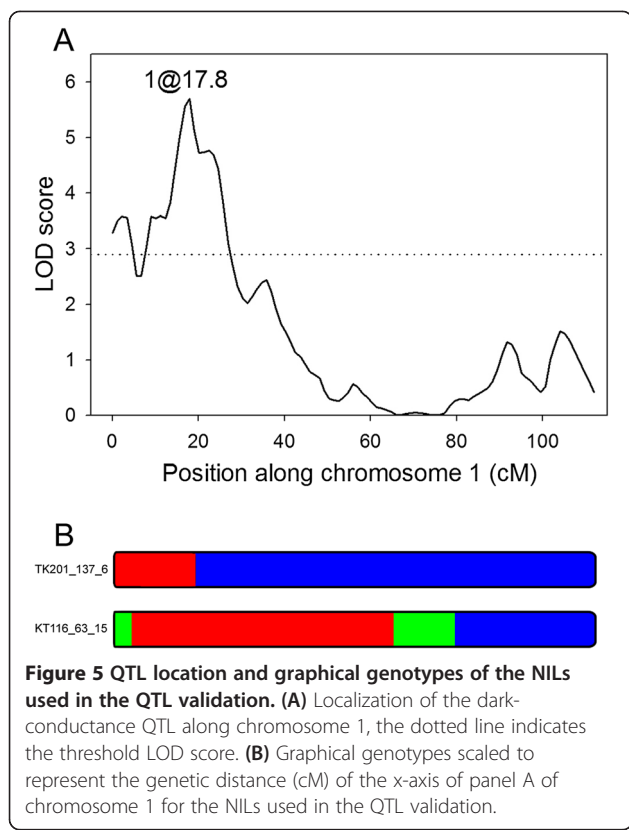 A
1@17.8
6
5
4
3
2
1
0
LOD score
0 20 40 60 80 100
Position along chromosome 1 (cM)
B
TK201_137_6
KT116_63_15
Figure 5 QTL location and graphical genotypes of the NILs
used in the QTL validation. (A) Localization of the dark-
conductance QTL along chromosome 1, the dotted line indicates
the threshold LOD score. (B) Graphical genotypes scaled to
represent the genetic distance (cM) of the x-axis of panel A of
chromosome 1 for the NILs used in the QTL validation.